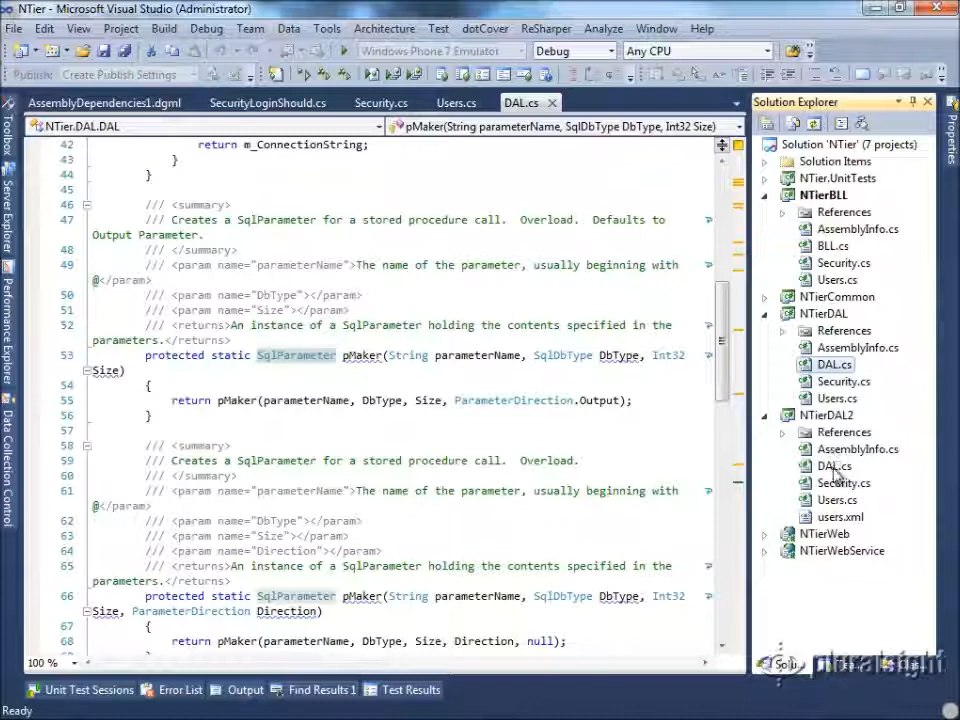 NTier - Microsoft Visual Studio (Administrator)
File Edit View Project Build Debug Team Data Tools Architecture Test dotCover ReSharper Analyze Window Help
Windows Phone 7 Emulator Debug Any CPU
Publish: Create Publish Settings
AssemblyDependencies1.dgml SecurityLoginShould.cs Security.cs Users.cs DAL.cs
NTier.DAL.DAL pMaker(String parameterName, SqlDbType DbType, Int32 Size)
42 return m_ConnectionString;
43 }
44 }
45
46 /// <summary>
47 /// Creates a SqlParameter for a stored procedure call.  Overload.  Defaults to
Output Parameter.
48 /// </summary>
49 /// <param name="parameterName">The name of the parameter, usually beginning with
@</param>
50 /// <param name="DbType"></param>
51 /// <param name="Size"></param>
52 /// <returns>An instance of a SqlParameter holding the contents specified in the
parameters.</returns>
53 protected static SqlParameter pMaker(String parameterName, SqlDbType DbType, Int32
Size)
54 {
55 return pMaker(parameterName, DbType, Size, ParameterDirection.Output);
56 }
57
58 /// <summary>
59 /// Creates a SqlParameter for a stored procedure call.  Overload.
60 /// </summary>
61 /// <param name="parameterName">The name of the parameter, usually beginning with
@</param>
62 /// <param name="DbType"></param>
63 /// <param name="Size"></param>
64 /// <param name="Direction"></param>
65 /// <returns>An instance of a SqlParameter holding the contents specified in the
parameters.</returns>
66 protected static SqlParameter pMaker(String parameterName, SqlDbType DbType, Int32
Size, ParameterDirection Direction)
67 {
68 return pMaker(parameterName, DbType, Size, Direction, null);
100 %
Toolbox
Server Explorer
Performance Explorer
Data Collection Control
Solution Explorer
Solution 'NTier' (7 projects)
Solution Items
NTier.UnitTests
NTierBLL
References
AssemblyInfo.cs
BLL.cs
Security.cs
Users.cs
NTierCommon
NTierDAL
References
AssemblyInfo.cs
DAL.cs
Security.cs
Users.cs
NTierDAL2
References
AssemblyInfo.cs
DAL.cs
Security.cs
Users.cs
users.xml
NTierWeb
NTierWebService
Properties
pluralsight
Unit Test Sessions Error List Output Find Results 1 Test Results
Ready